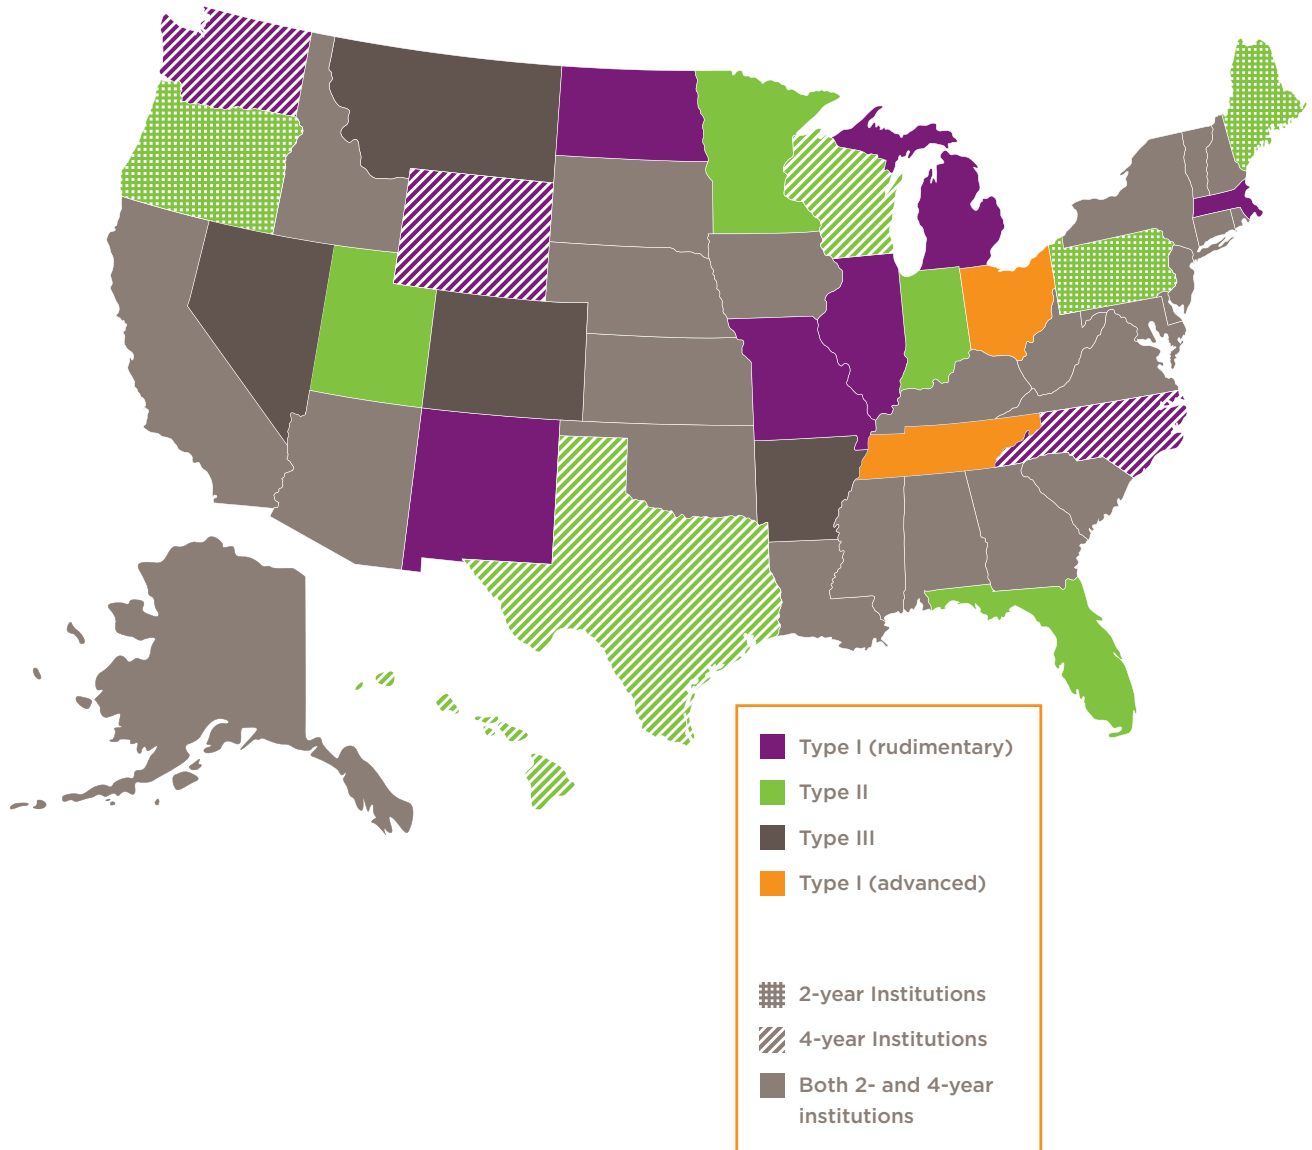 Type I (rudimentary)
Type II
Type III
Type I (advanced)
2-year Institutions
4-year Institutions
Both 2- and 4-year
institutions